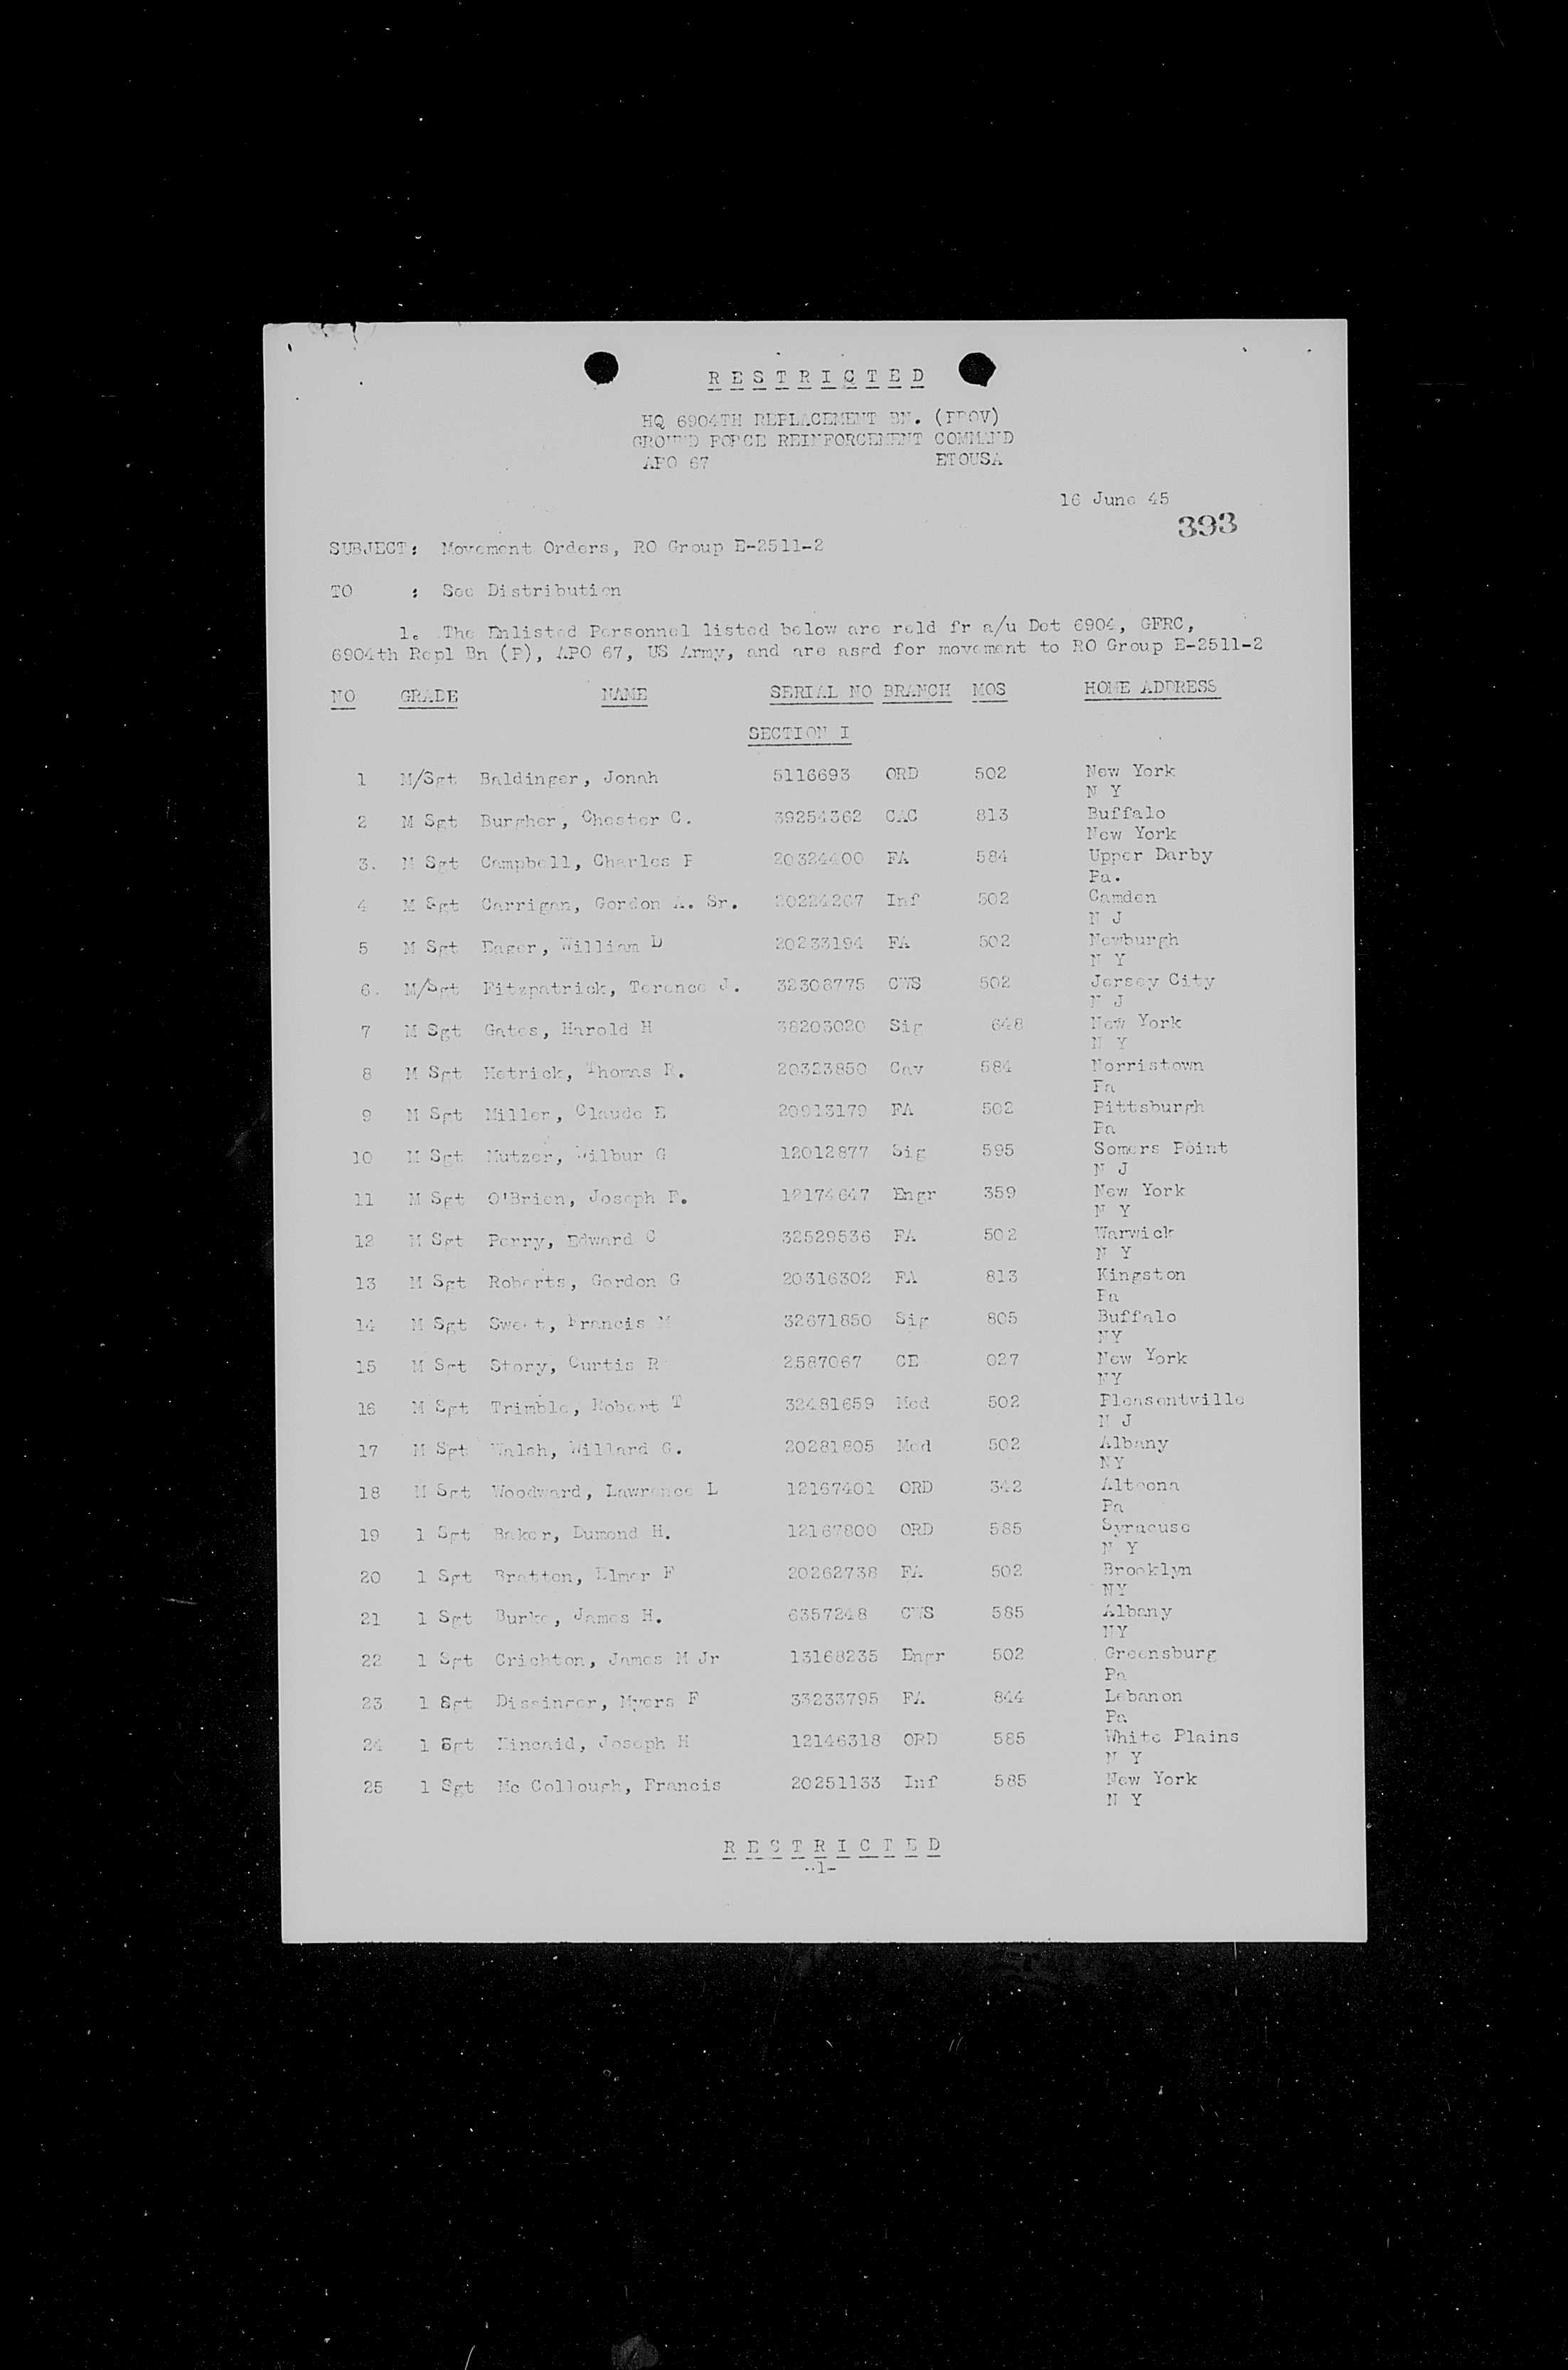 R E S T R I C T E D
HQ 6904TH REPLACEMENT BN. (PROV)
GROUND FORCE REINFORCEMENT COMMAND
APO 67 ETOUSA
16 June 45
393
SUBJECT: Movement Orders, RO Group E-2511-2
TO : See Distribution
1. The Enlisted Personnel listed below are reld fr a/u Det 6904, GFRC,
6904th Repl Bn (P), APO 67, US Army, and are asgd for movement to RO Group E-2511-2
NO GRADE NAME SERIAL NO BRANCH MOS HOME ADDRESS
SECTION I
1 M/Sgt Baldinger, Jonah 5116693 ORD 502 New York
N Y
2 M Sgt Burgher, Chester C. 39254362 CAC 813 Buffalo
New York
3. M Sgt Campbell, Charles P 20324400 FA 584 Upper Darby
Pa.
4 M Sgt Carrigan, Gordon A. Sr. 20224267 Inf 502 Camden
N J
5 M Sgt Eager, William D 20233194 FA 502 Newburgh
N Y
6. M/Sgt Fitzpatrick, Terence J. 32308775 CWS 502 Jersey City
N J
7 M Sgt Gates, Harold H 38203020 Sig 648 New York
N Y
8 M Sgt Hetrick, Thomas R. 20323850 Cav 584 Norristown
Pa
9 M Sgt Miller, Claude E 20913179 FA 502 Pittsburgh
Pa
10 M Sgt Mutzer, Wilbur G 12012877 Sig 595 Somers Point
N J
11 M Sgt O'Brien, Joseph F. 12174647 Engr 359 New York
N Y
12 M Sgt Perry, Edward C 32529536 FA 502 Warwick
N Y
13 M Sgt Roberts, Gordon G 20316302 FA 813 Kingston
Pa
14 M Sgt Sweet, Francis M 32671850 Sig 805 Buffalo
NY
15 M Sgt Story, Curtis R 2587067 CE 027 New York
NY
16 M Sgt Trimble, Robert T 32481659 Med 502 Pleasentville
N J
17 M Sgt Walsh, Willard G. 20281805 Med 502 Albany
NY
18 M Sgt Woodward, Lawrence L 12167401 ORD 342 Altoona
Pa
19 1 Sgt Baker, Dumond H. 12167800 ORD 585 Syracuse
N Y
20 1 Sgt Bratton, Elmer F 20262738 FA 502 Brooklyn
NY
21 1 Sgt Burke, James H. 6357248 CWS 585 Albany
NY
22 1 Sgt Crichton, James M Jr 13168235 Engr 502 Greensburg
Pa
23 1 Sgt Dissinger, Myers F 33233795 FA 844 Lebanon
Pa
24 1 Sgt Kincaid, Joseph H 12146318 ORD 585 White Plains
N Y
25 1 Sgt Mc Collough, Francis 20251133 Inf 585 New York
N Y
R E S T R I C T E D
-1-